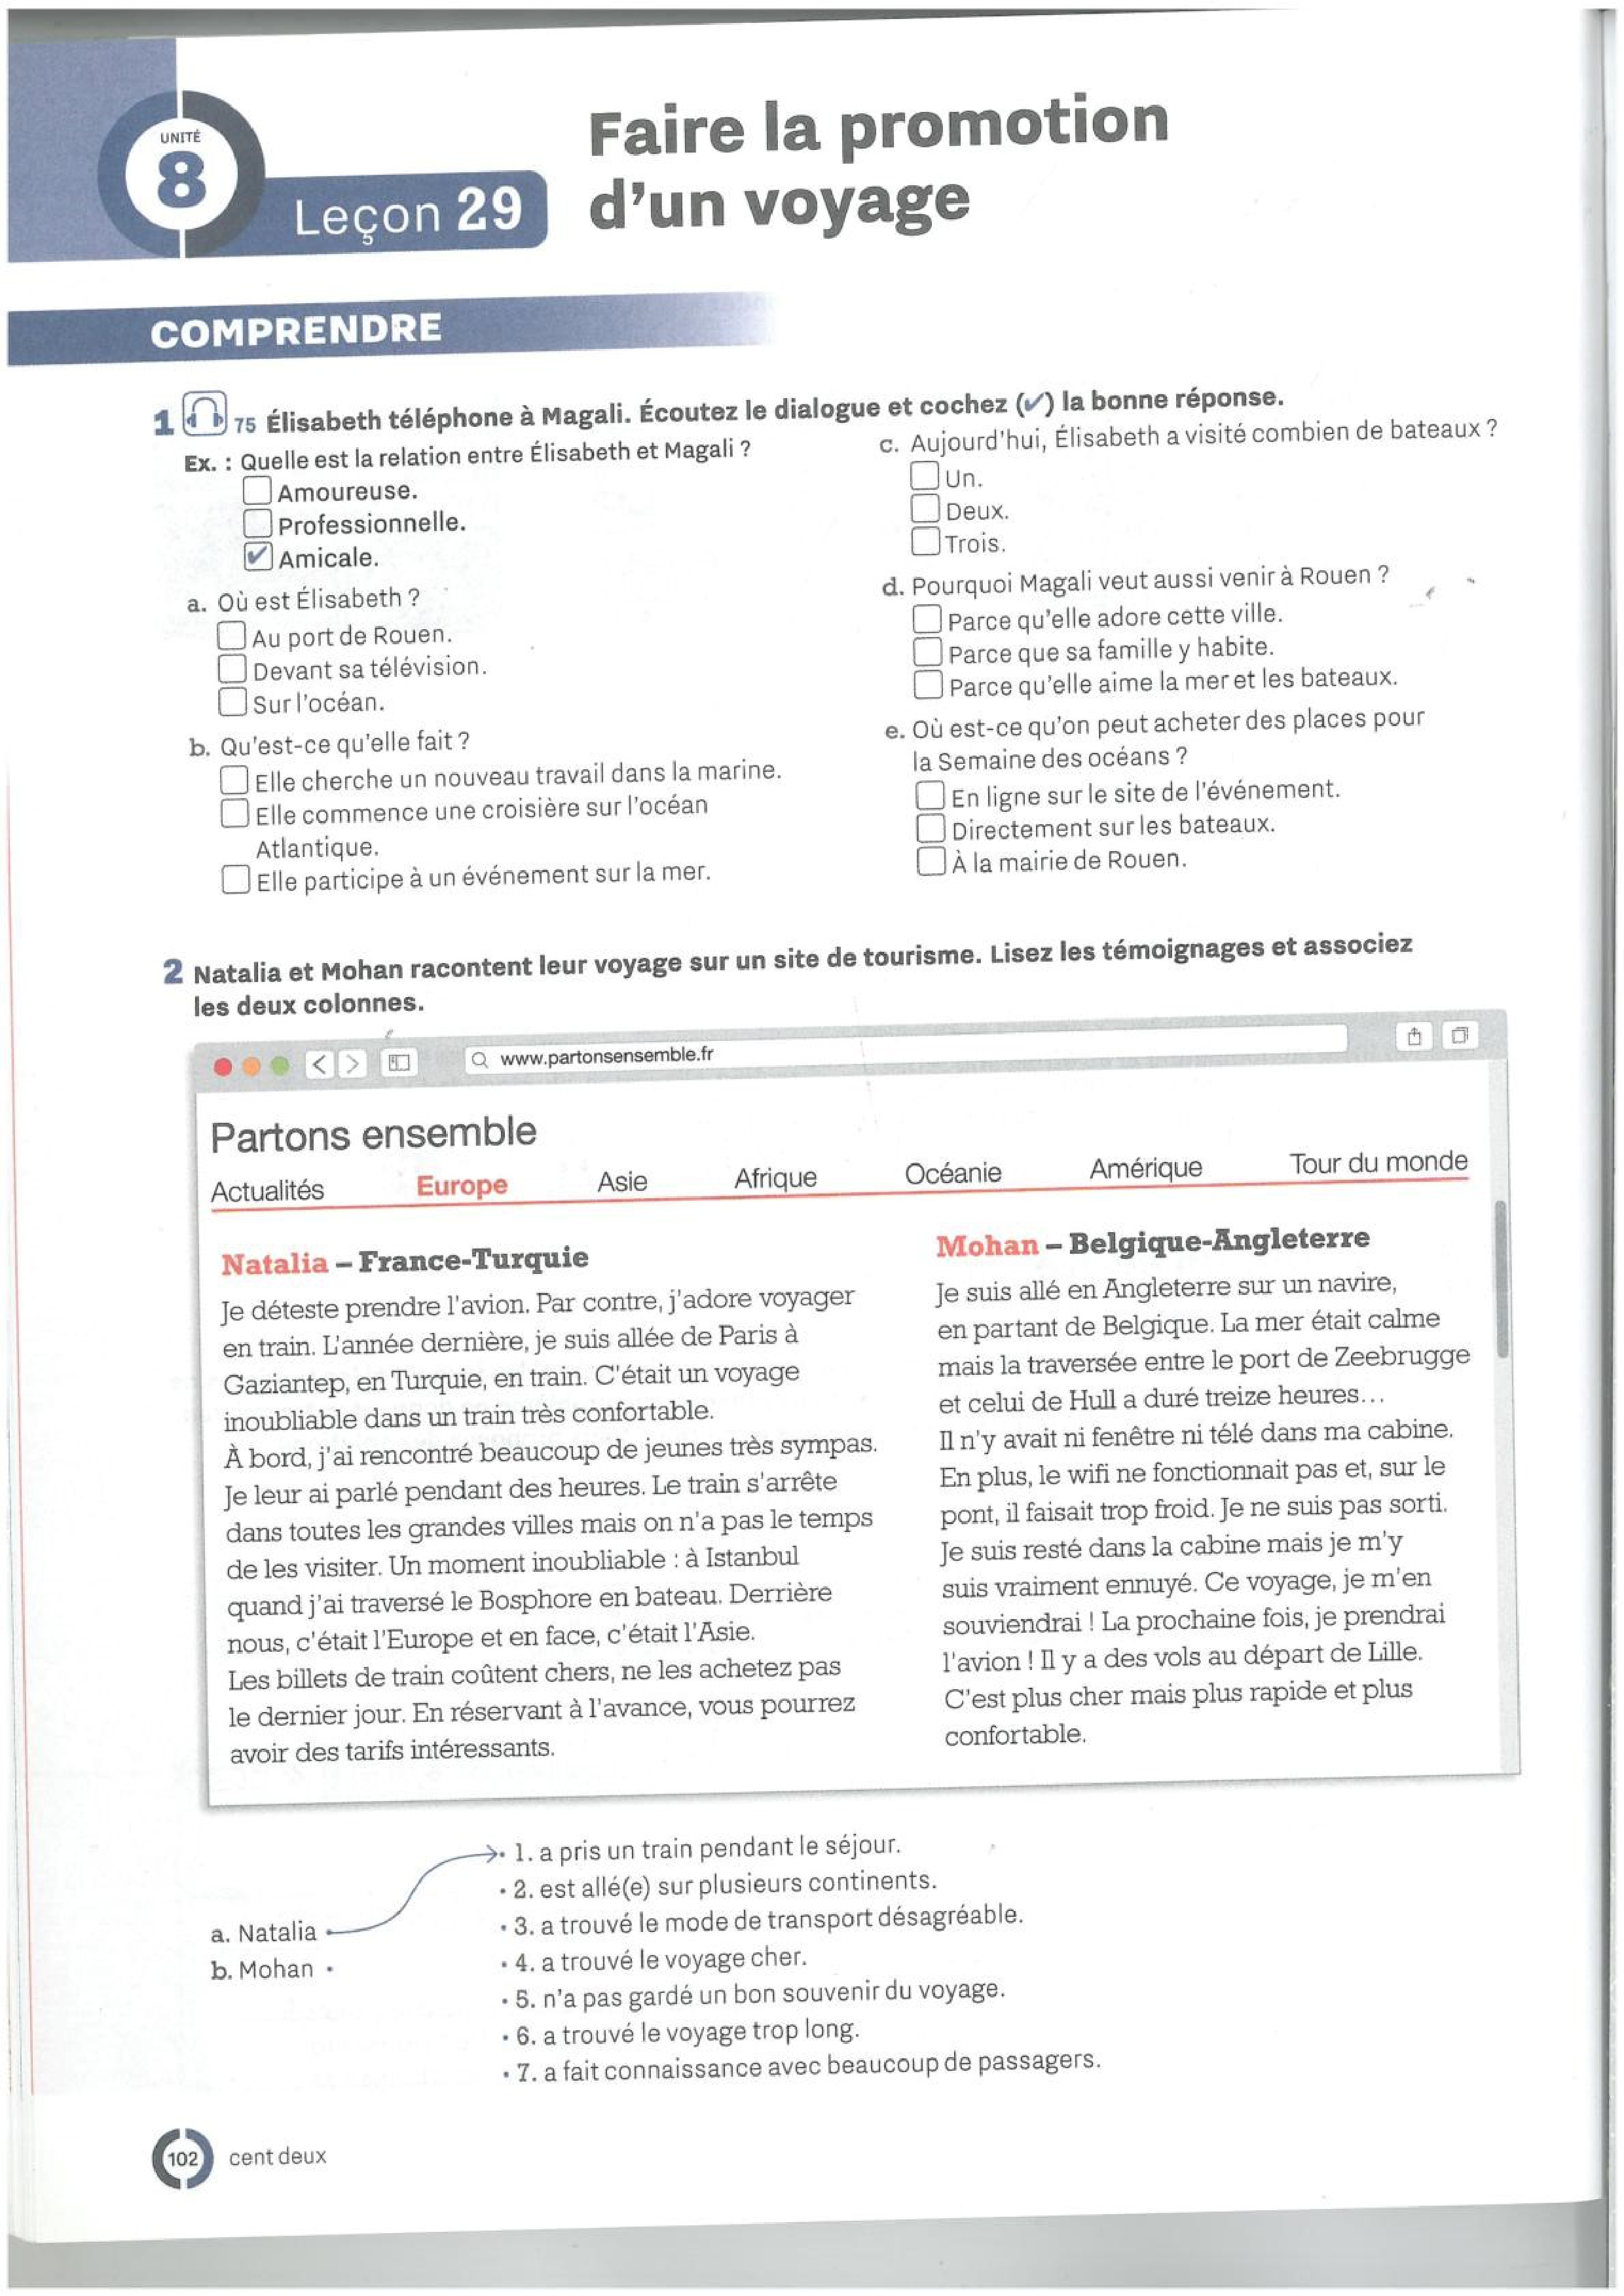 UNITÉ
8
Leçon 29
Faire la promotion
d'un voyage
COMPRENDRE
1 75 Élisabeth téléphone à Magali. Écoutez le dialogue et cochez (✔) la bonne réponse.
Ex. : Quelle est la relation entre Élisabeth et Magali ?
Amoureuse.
Professionnelle.
✔ Amicale.
a. Où est Élisabeth ?
Au port de Rouen.
Devant sa télévision.
Sur l'océan.
b. Qu'est-ce qu'elle fait ?
Elle cherche un nouveau travail dans la marine.
Elle commence une croisière sur l'océan
Atlantique.
Elle participe à un événement sur la mer.
c. Aujourd'hui, Élisabeth a visité combien de bateaux ?
Un.
Deux.
Trois.
d. Pourquoi Magali veut aussi venir à Rouen ?
Parce qu'elle adore cette ville.
Parce que sa famille y habite.
Parce qu'elle aime la mer et les bateaux.
e. Où est-ce qu'on peut acheter des places pour
la Semaine des océans ?
En ligne sur le site de l'événement.
Directement sur les bateaux.
À la mairie de Rouen.
2 Natalia et Mohan racontent leur voyage sur un site de tourisme. Lisez les témoignages et associez
les deux colonnes.
www.partonsensemble.fr
Partons ensemble
Actualités Europe Asie Afrique Océanie Amérique Tour du monde
Natalia – France-Turquie
Je déteste prendre l'avion. Par contre, j'adore voyager
en train. L'année dernière, je suis allée de Paris à
Gaziantep, en Turquie, en train. C'était un voyage
inoubliable dans un train très confortable.
À bord, j'ai rencontré beaucoup de jeunes très sympas.
Je leur ai parlé pendant des heures. Le train s'arrête
dans toutes les grandes villes mais on n'a pas le temps
de les visiter. Un moment inoubliable : à Istanbul
quand j'ai traversé le Bosphore en bateau. Derrière
nous, c'était l'Europe et en face, c'était l'Asie.
Les billets de train coûtent chers, ne les achetez pas
le dernier jour. En réservant à l'avance, vous pourrez
avoir des tarifs intéressants.
Mohan – Belgique-Angleterre
Je suis allé en Angleterre sur un navire,
en partant de Belgique. La mer était calme
mais la traversée entre le port de Zeebrugge
et celui de Hull a duré treize heures...
Il n'y avait ni fenêtre ni télé dans ma cabine.
En plus, le wifi ne fonctionnait pas et, sur le
pont, il faisait trop froid. Je ne suis pas sorti.
Je suis resté dans la cabine mais je m'y
suis vraiment ennuyé. Ce voyage, je m'en
souviendrai ! La prochaine fois, je prendrai
l'avion ! Il y a des vols au départ de Lille.
C'est plus cher mais plus rapide et plus
confortable.
a. Natalia
b. Mohan
1. a pris un train pendant le séjour.
2. est allé(e) sur plusieurs continents.
3. a trouvé le mode de transport désagréable.
4. a trouvé le voyage cher.
5. n'a pas gardé un bon souvenir du voyage.
6. a trouvé le voyage trop long.
7. a fait connaissance avec beaucoup de passagers.
102 cent deux